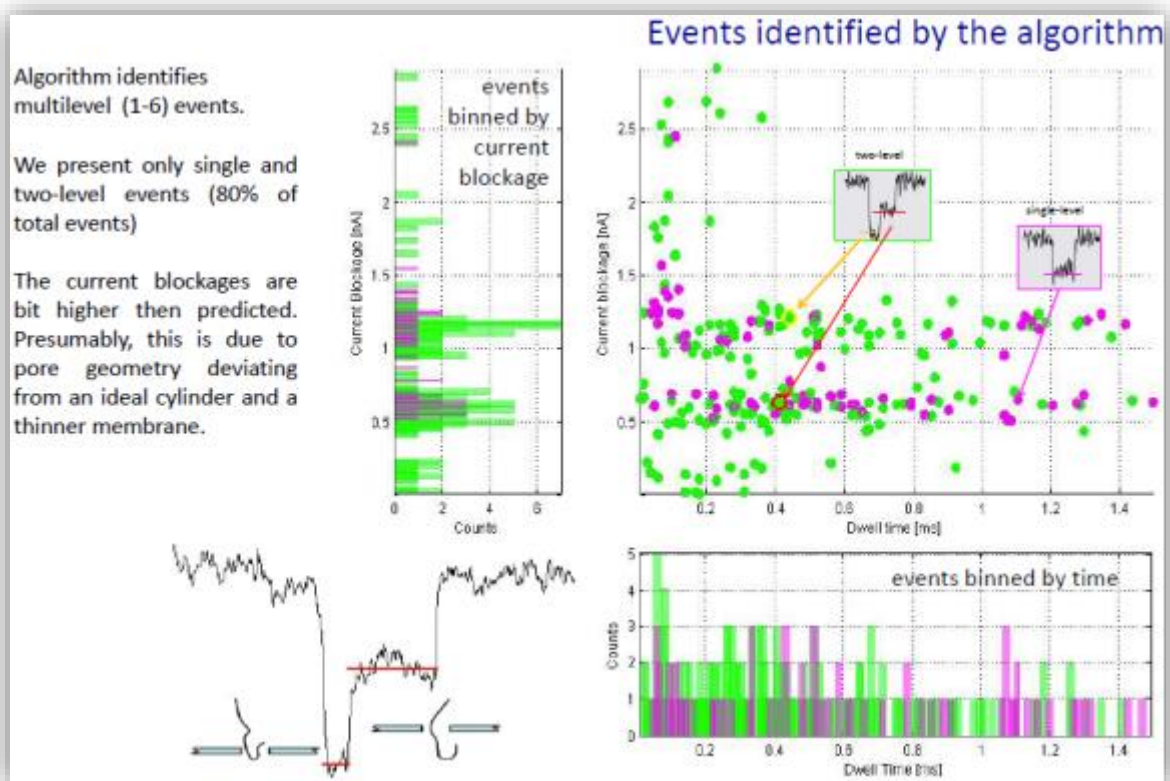 Events identified by the algorithm
Algorithm identifies
multilevel (1-6) events.
We present only single and
two-level events (80% of
total events)
The current blockages are
bit higher then predicted.
Presumably, this is due to
pore geometry deviating
from an ideal cylinder and a
thinner membrane.
events
binned by
current
blockage
2.5
2
1.5
1
0.5
Current Blockage [nA]
0 2 4 6
Counts
two-level
single-level
2.5
2
1.5
1
0.5
Current blockage [nA]
0.2 0.4 0.6 0.8 1 1.2 1.4
Dwell time [ms]
events binned by time
5
4
3
2
1
0
Counts
0.2 0.4 0.6 0.8 1 1.2 1.4
Dwell Time [ms]